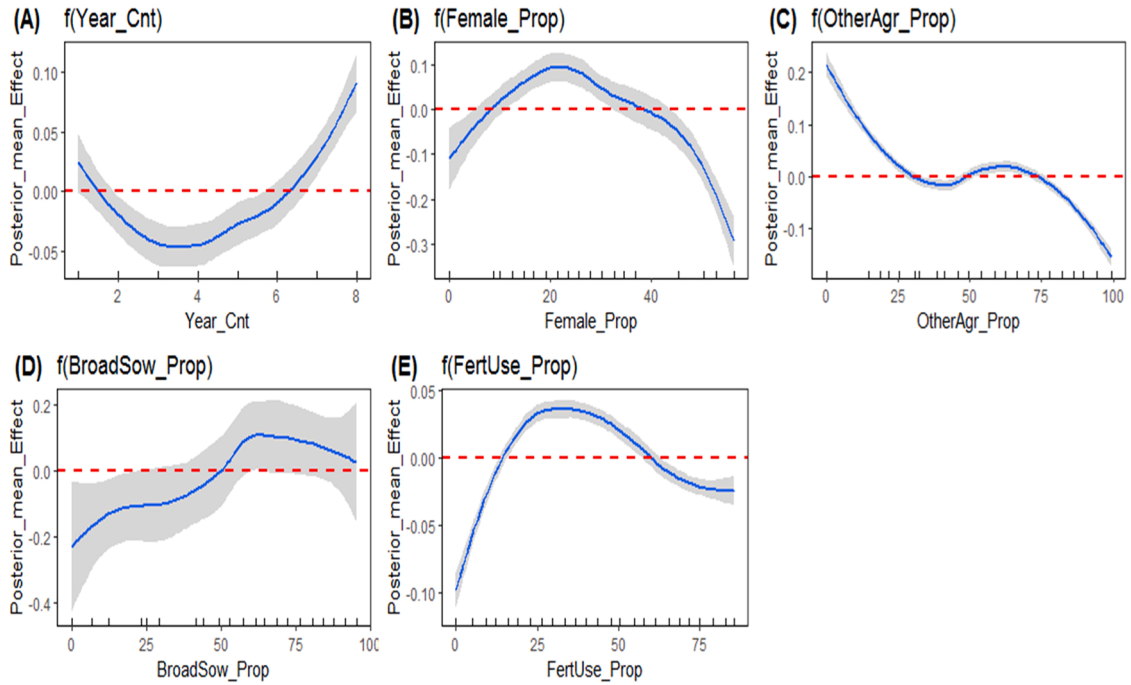 (A) f(Year_Cnt)
Posterior_mean_Effect
0.10
0.05
0.00
-0.05
2 4 6 8
Year_Cnt
(B) f(Female_Prop)
Posterior_mean_Effect
0.1
0.0
-0.1
-0.2
-0.3
0 20 40
Female_Prop
(C) f(OtherAgr_Prop)
Posterior_mean_Effect
0.2
0.1
0.0
-0.1
0 25 50 75 100
OtherAgr_Prop
(D) f(BroadSow_Prop)
Posterior_mean_Effect
0.2
0.0
-0.2
-0.4
0 25 50 75 100
BroadSow_Prop
(E) f(FertUse_Prop)
Posterior_mean_Effect
0.05
0.00
-0.05
-0.10
0 25 50 75
FertUse_Prop